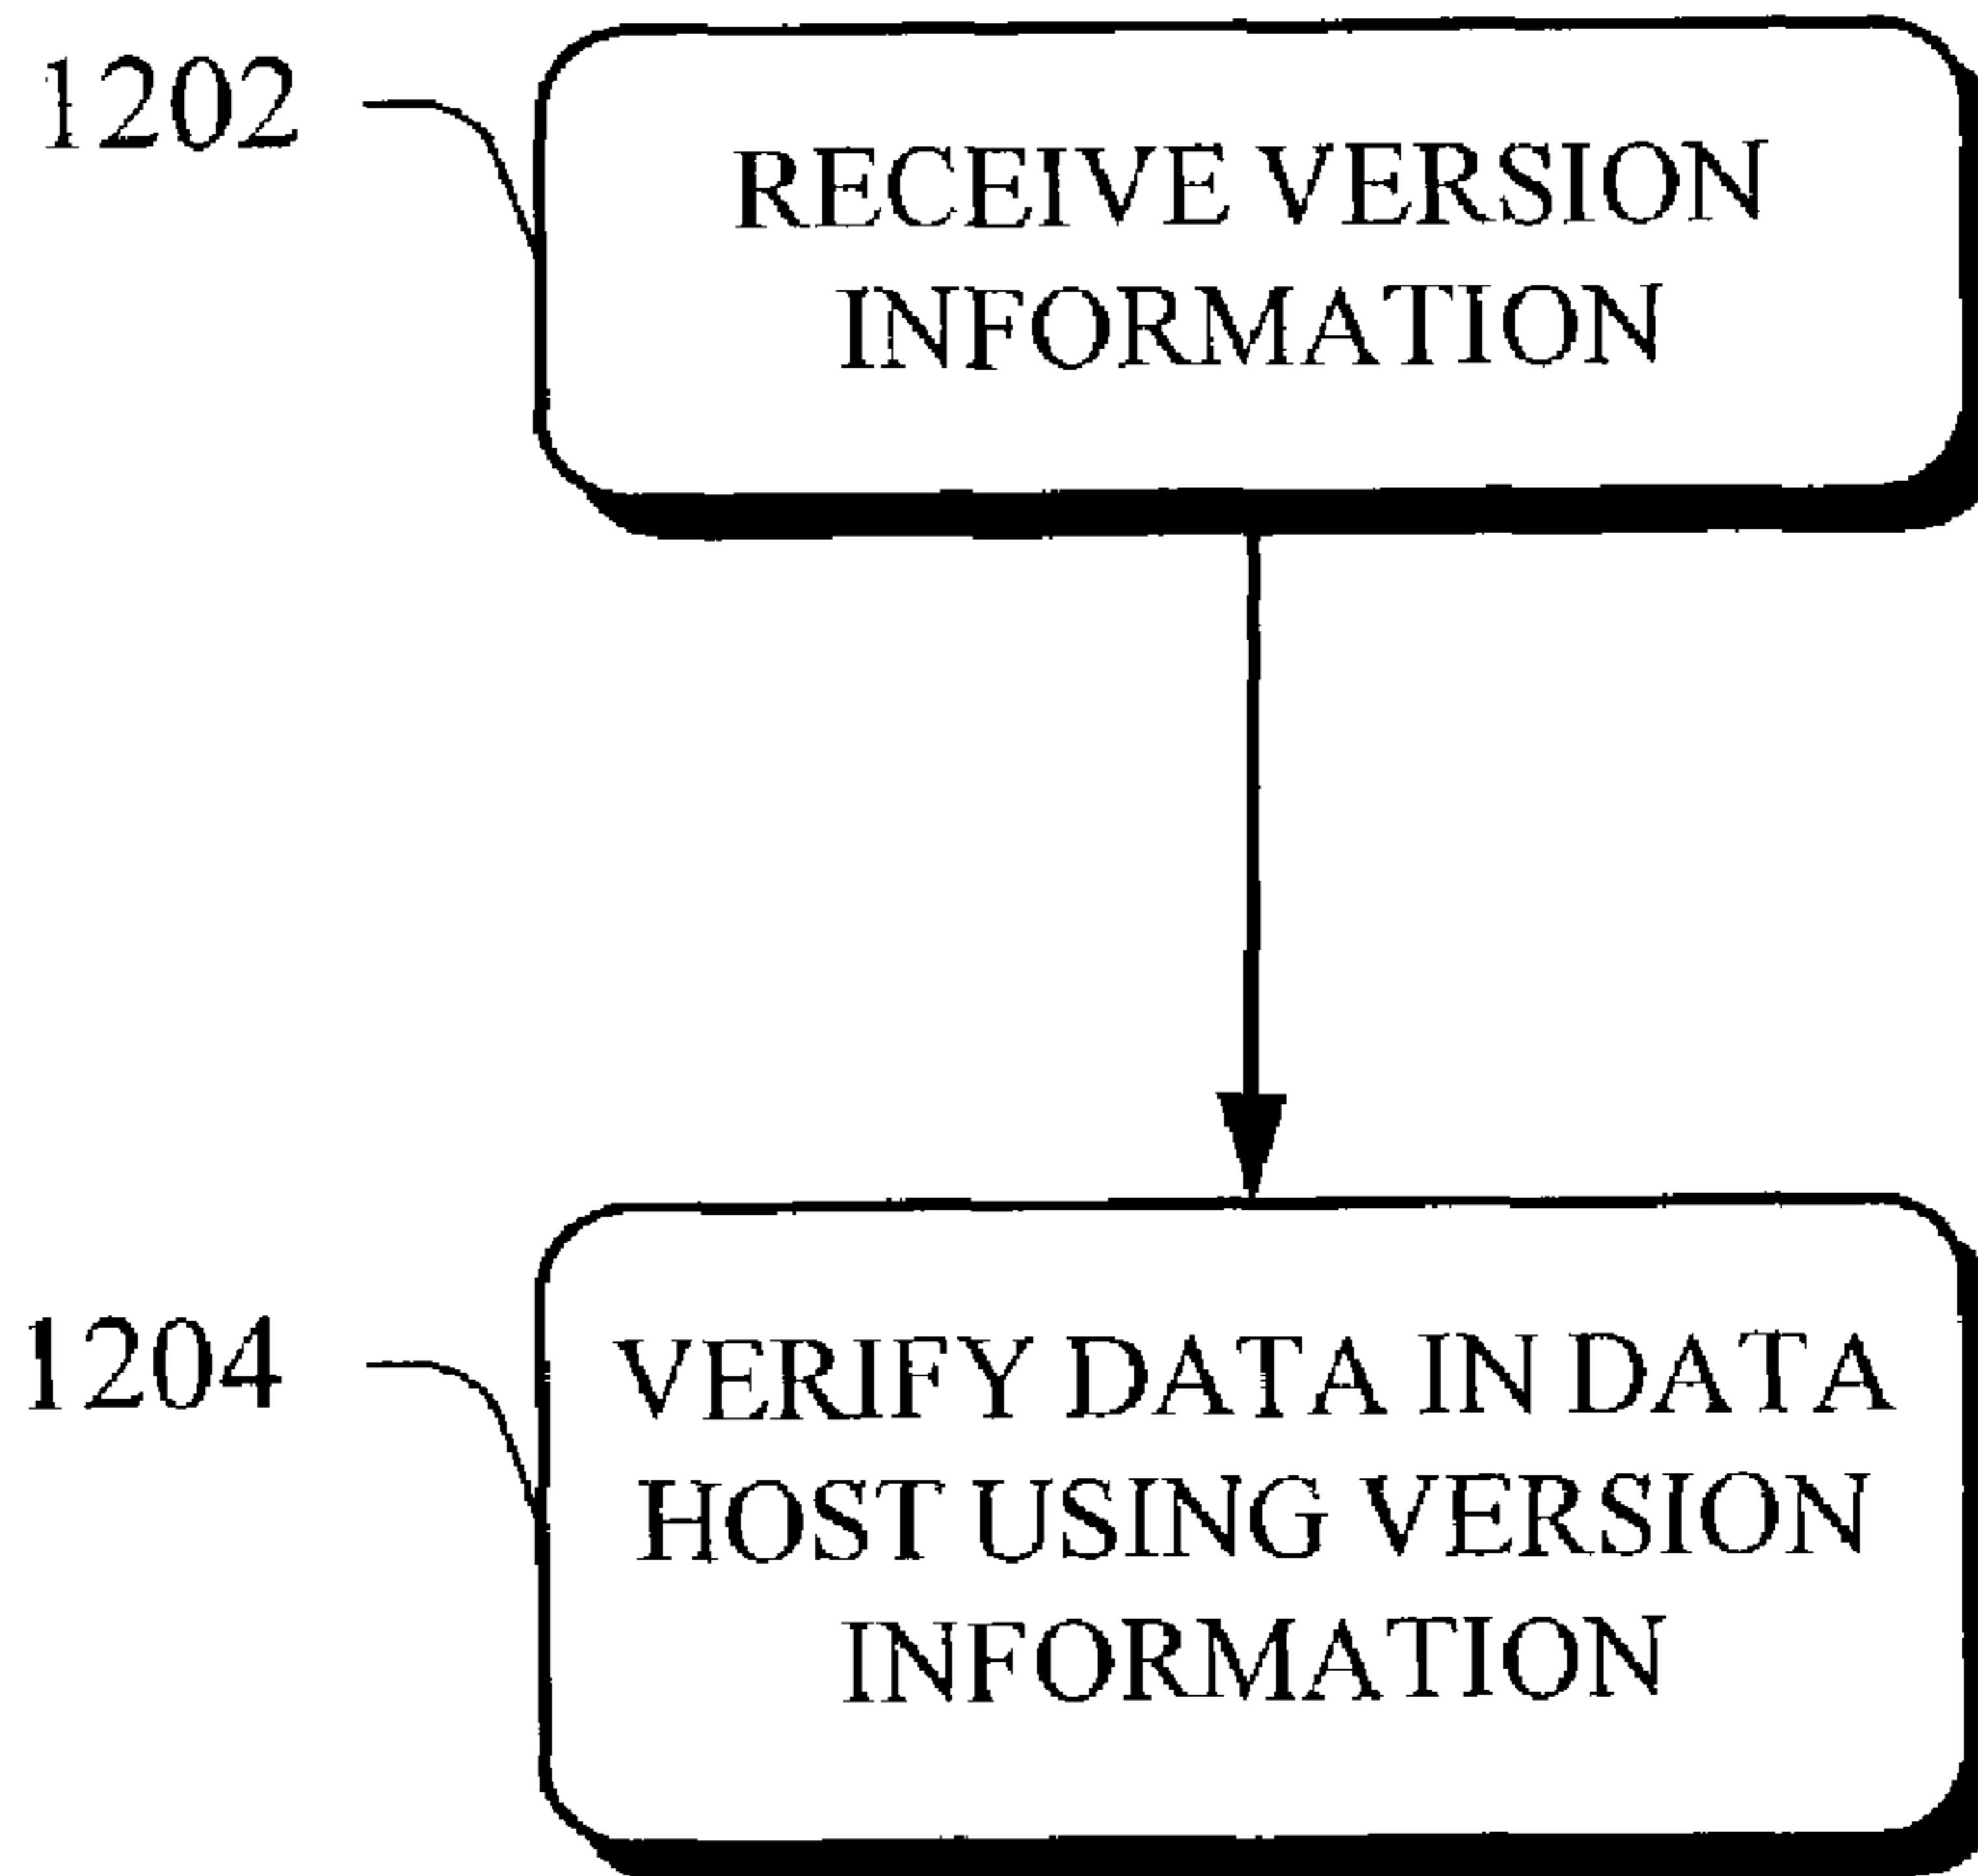 1202
RECEIVE VERSION
INFORMATION
1204
VERIFY DATA IN DATA
HOST USING VERSION
INFORMATION